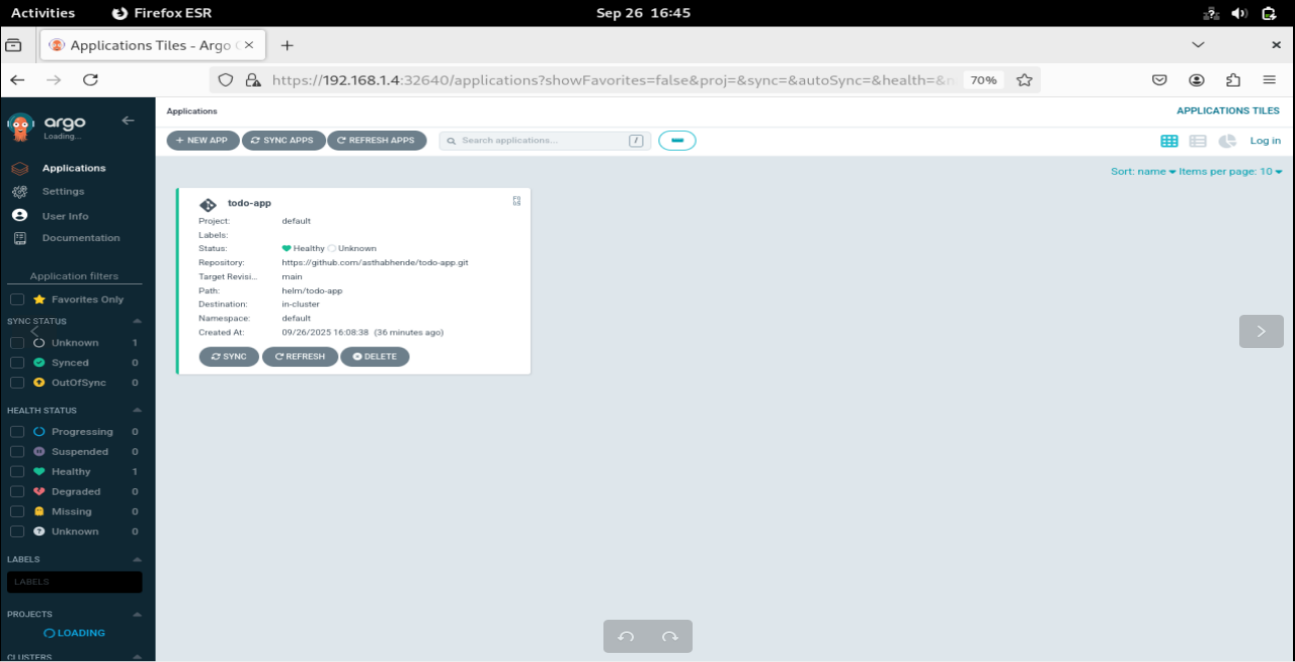 Activities Firefox ESR Sep 26 16:45
Applications Tiles - Argo
https://192.168.1.4:32640/applications?showFavorites=false&proj=&sync=&autoSync=&health=& 70%
argo
Loading...
Applications
Settings
User Info
Documentation
Application filters
Favorites Only
SYNC STATUS
Unknown 1
Synced 0
OutOfSync 0
HEALTH STATUS
Progressing 0
Suspended 0
Healthy 1
Degraded 0
Missing 0
Unknown 0
LABELS
LABELS
PROJECTS
LOADING
CLUSTERS
Applications APPLICATIONS TILES
+ NEW APP SYNC APPS REFRESH APPS Search applications... / Log in
Sort: name Items per page: 10
todo-app
Project: default
Labels:
Status: Healthy Unknown
Repository: https://github.com/asthabhende/todo-app.git
Target Revisi... main
Path: helm/todo-app
Destination: in-cluster
Namespace: default
Created At: 09/26/2025 16:08:38 (36 minutes ago)
SYNC REFRESH DELETE